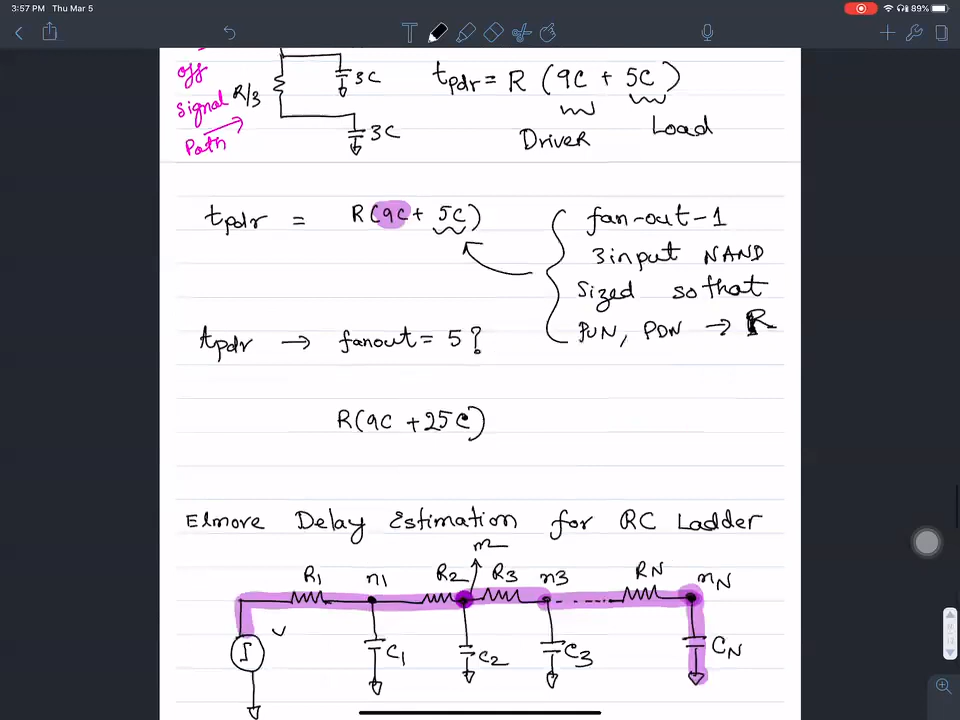 3:57 PM Thu Mar 5
89%
off
signal
path
R/3
3C
3C
tpdr = R (9C + 5C)
Driver
Load
tpdr = R(9C + 5C)
fan-out-1
3input NAND
sized so that
PUN, PDN → R
tpdr → fanout = 5?
R(9C + 25C)
Elmore Delay Estimation for RC Ladder
R1 n1 R2 R3 n3 RN nN
V
C1 C2 C3 CN